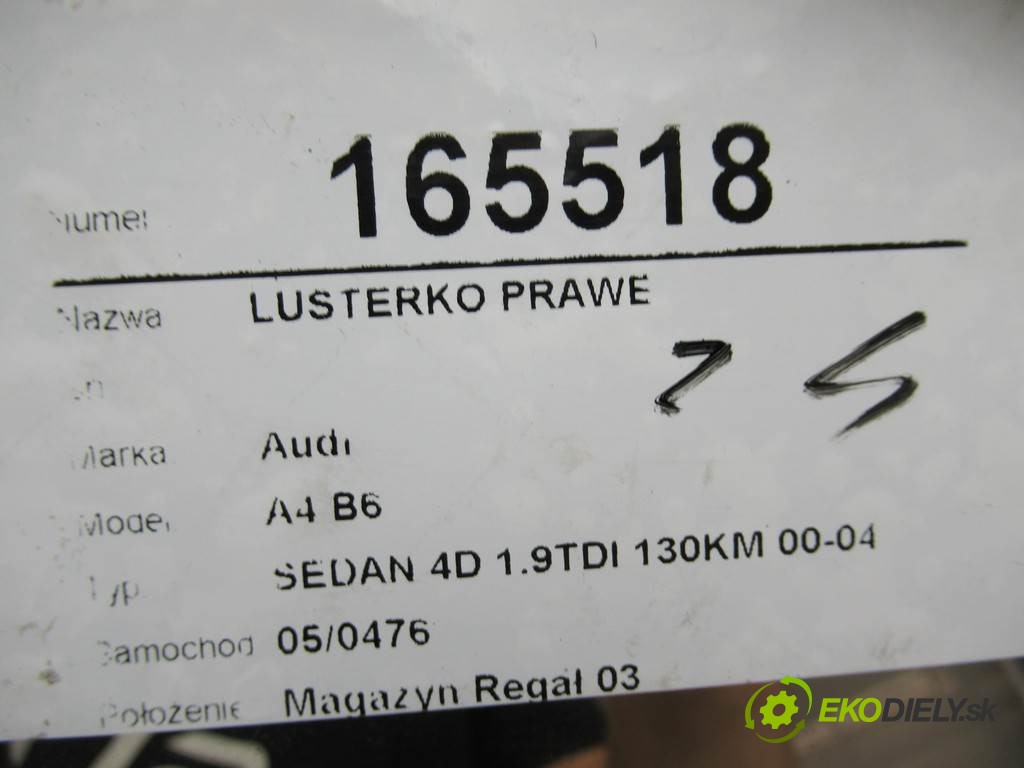 Numer 165518
Nazwa LUSTERKO PRAWE
Marka Audi
Model A4 B6
Typ SEDAN 4D 1.9TDI 130KM 00-04
Samochod 05/0476
Położenie Magazyn Regał 03
EKODIELY.sk